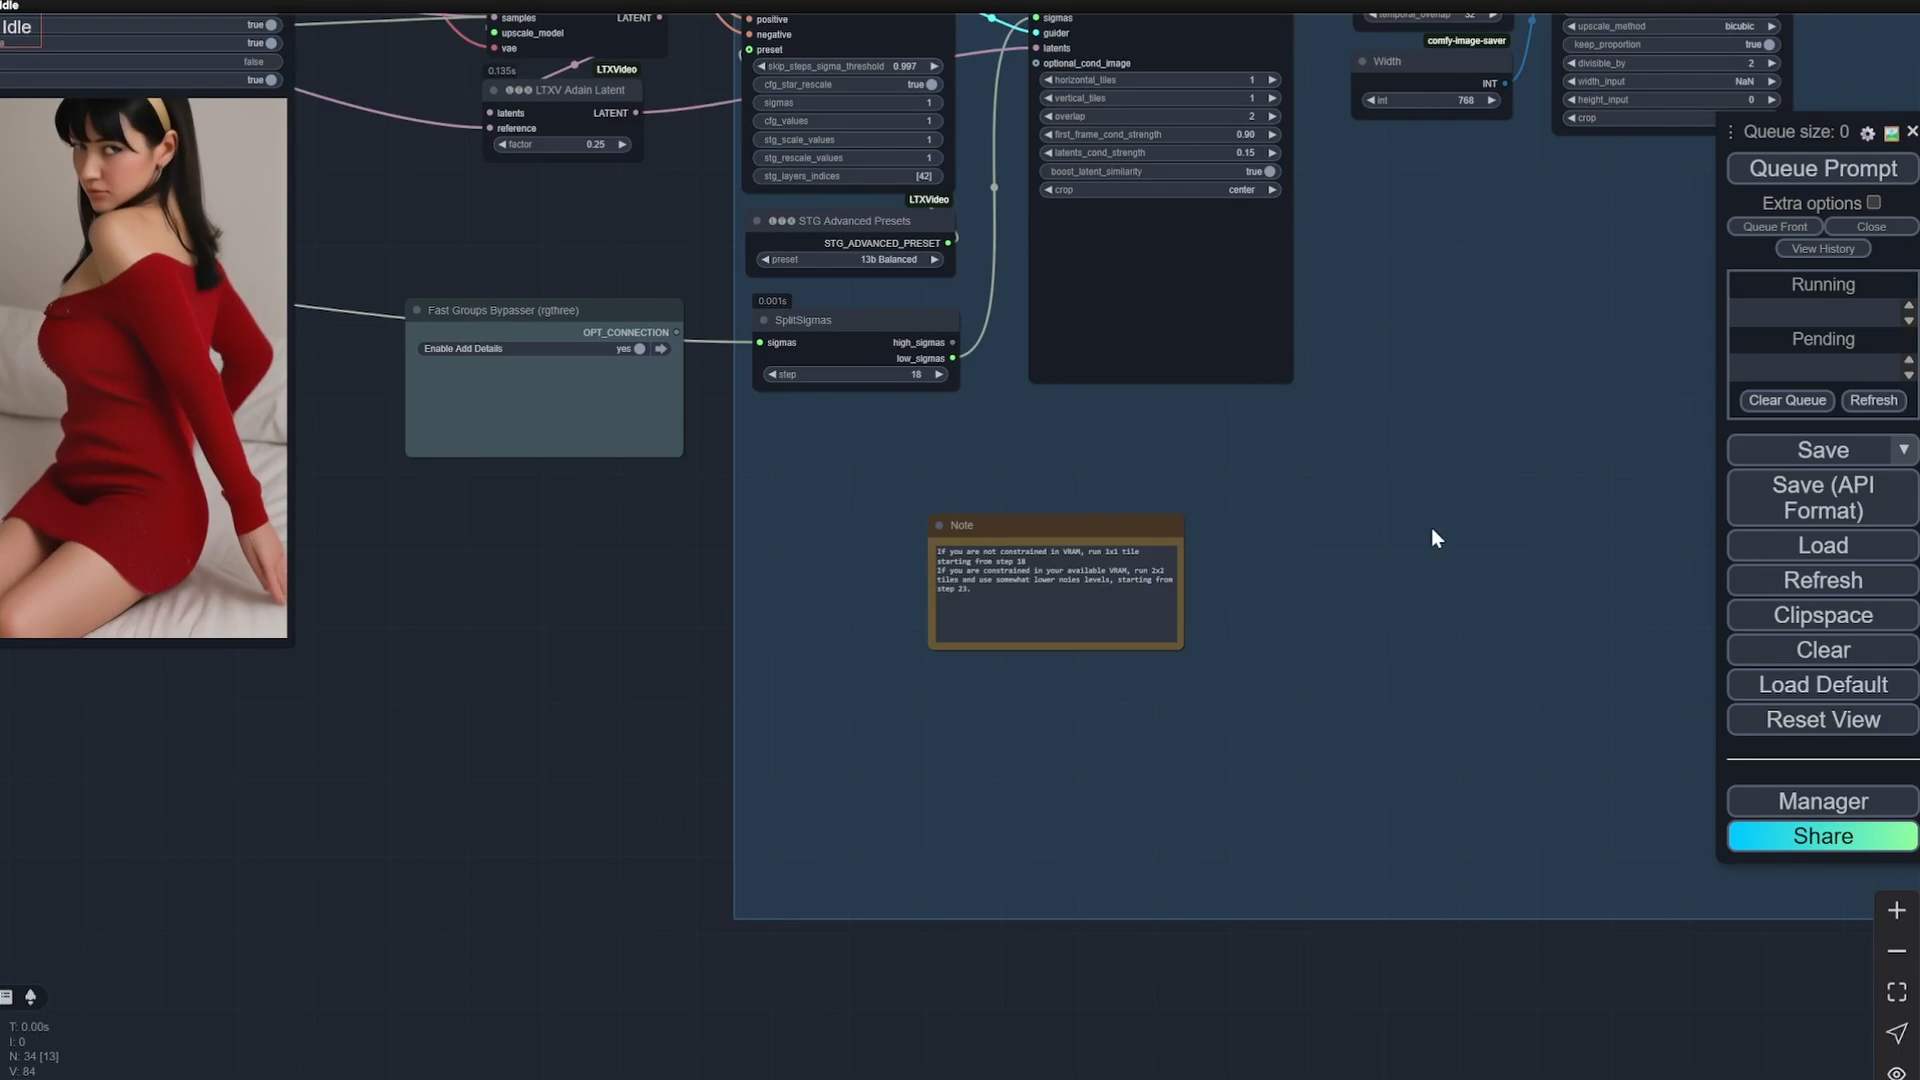 Idle
Idle
true
true
false
true
samples
LATENT
upscale_model
vae
0.135s
LTXVideo
LTXV Adain Latent
latents
LATENT
reference
factor
0.25
positive
negative
preset
skip_steps_sigma_threshold
0.997
cfg_star_rescale
true
sigmas
1
cfg_values
1
stg_scale_values
1
stg_rescale_values
1
stg_layers_indices
[42]
LTXVideo
STG Advanced Presets
STG_ADVANCED_PRESET
preset
13b Balanced
0.001s
SplitSigmas
sigmas
high_sigmas
low_sigmas
step
18
Fast Groups Bypasser (rgthree)
OPT_CONNECTION
Enable Add Details
yes
sigmas
guider
latents
optional_cond_image
horizontal_tiles
1
vertical_tiles
1
overlap
2
first_frame_cond_strength
0.90
latents_cond_strength
0.15
boost_latent_similarity
true
crop
center
temporal_overlap
32
comfy-image-saver
Width
INT
int
768
upscale_method
bicubic
keep_proportion
true
divisible_by
2
width_input
NaN
height_input
0
crop
Note
If you are not constrained in VRAM, run 1x1 tile
starting from step 18
If you are constrained in your available VRAM, run 2x2
tiles and use somewhat lower noies levels, starting from
step 23.
Queue size: 0
Queue Prompt
Extra options
Queue Front
Close
View History
Running
Pending
Clear Queue
Refresh
Save
Save (API
Format)
Load
Refresh
Clipspace
Clear
Load Default
Reset View
Manager
Share
T: 0.00s
I: 0
N: 34 [13]
V: 84